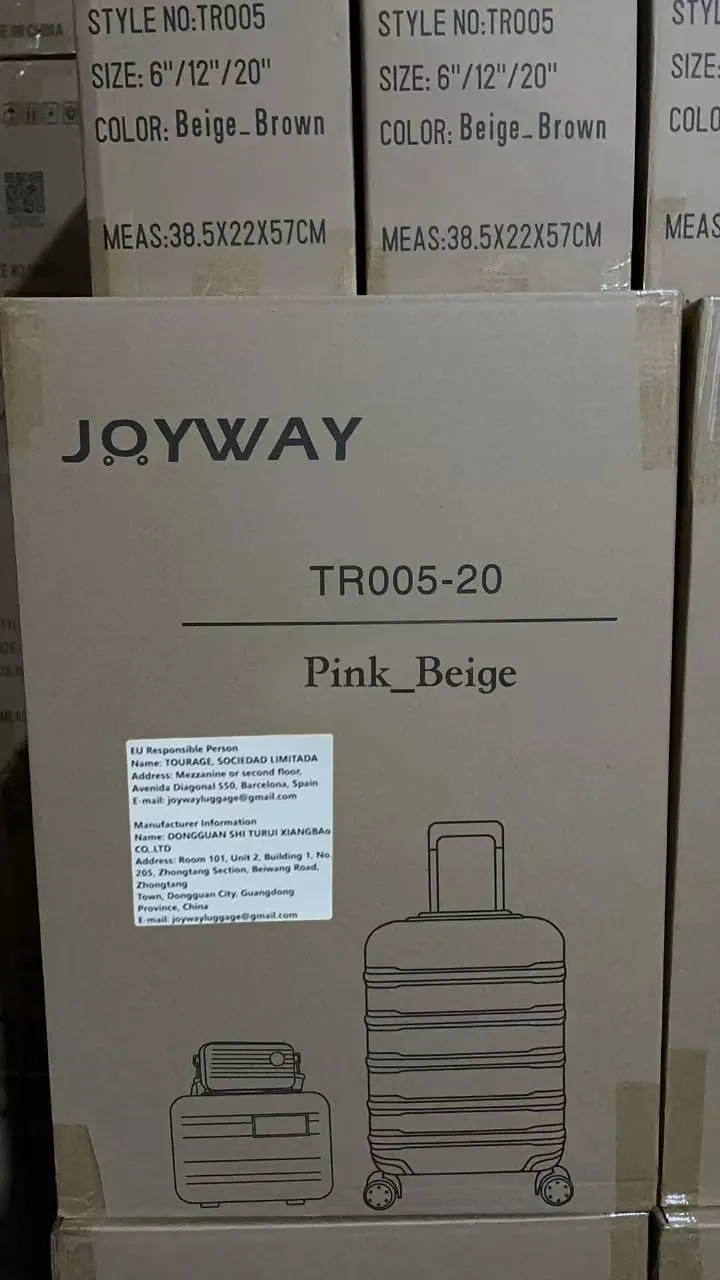 STYLE NO:TR005
SIZE: 6"/12"/20"
COLOR: Beige_Brown
MEAS:38.5X22X57CM
STYLE NO:TR005
SIZE: 6"/12"/20"
COLOR: Beige_Brown
MEAS:38.5X22X57CM
STYL
SIZE:
COLO
MEAS
JOYWAY
TR005-20
Pink_Beige
EU Responsible Person
Name: TOURAGE, SOCIEDAD LIMITADA
Address: Mezzanine or second floor,
Avenida Diagonal 550, Barcelona, Spain
E-mail: joywayluggage@gmail.com
Manufacturer Information
Name: DONGGUAN SHI TURUI XIANGBAo
CO,.LTD
Address: Room 101, Unit 2, Building 1, No.
205, Zhongtang Section, Beiwang Road,
Zhongtang
Town, Dongguan City, Guangdong
Province, China
E-mail: joywayluggage@gmail.com